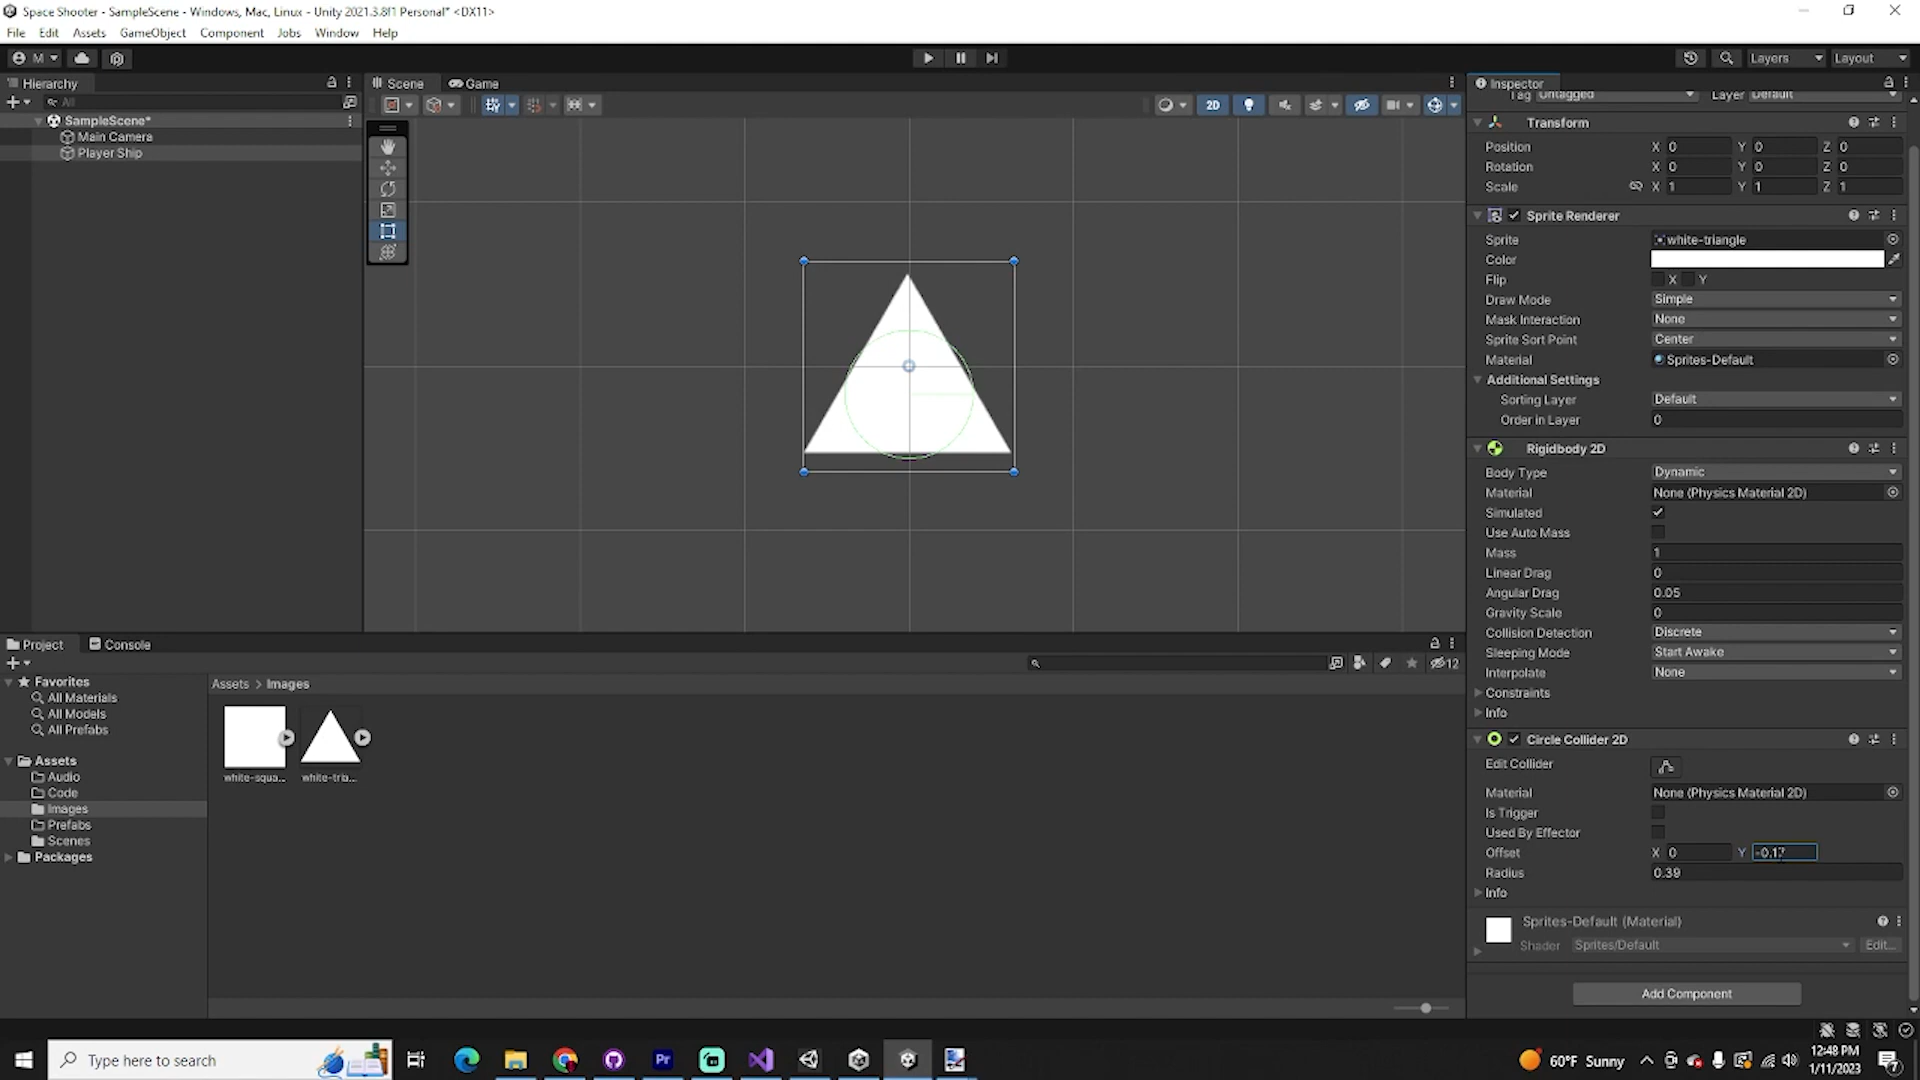 Space Shooter - SampleScene - Windows, Mac, Linux - Unity 2021.3.8f1 Personal* <DX11>
File Edit Assets GameObject Component Jobs Window Help
M Layers Layout
Hierarchy
All
SampleScene*
Main Camera
Player Ship
Scene Game
2D
Inspector
Tag Untagged Layer Default
Transform
Position X 0 Y 0 Z 0
Rotation X 0 Y 0 Z 0
Scale X 1 Y 1 Z 1
Sprite Renderer
Sprite white-triangle
Color
Flip X Y
Draw Mode Simple
Mask Interaction None
Sprite Sort Point Center
Material Sprites-Default
Additional Settings
Sorting Layer Default
Order in Layer 0
Rigidbody 2D
Body Type Dynamic
Material None (Physics Material 2D)
Simulated
Use Auto Mass
Mass 1
Linear Drag 0
Angular Drag 0.05
Gravity Scale 0
Collision Detection Discrete
Sleeping Mode Start Awake
Interpolate None
Constraints
Info
Circle Collider 2D
Edit Collider
Material None (Physics Material 2D)
Is Trigger
Used By Effector
Offset X 0 Y -0.17
Radius 0.39
Info
Sprites-Default (Material)
Shader Sprites/Default Edit...
Add Component
Project Console
12
Favorites
All Materials
All Models
All Prefabs
Assets
Audio
Code
Images
Prefabs
Scenes
Packages
Assets > Images
white-squa... white-tria...
Type here to search
Pr
60°F Sunny
12:48 PM
1/11/2023
7